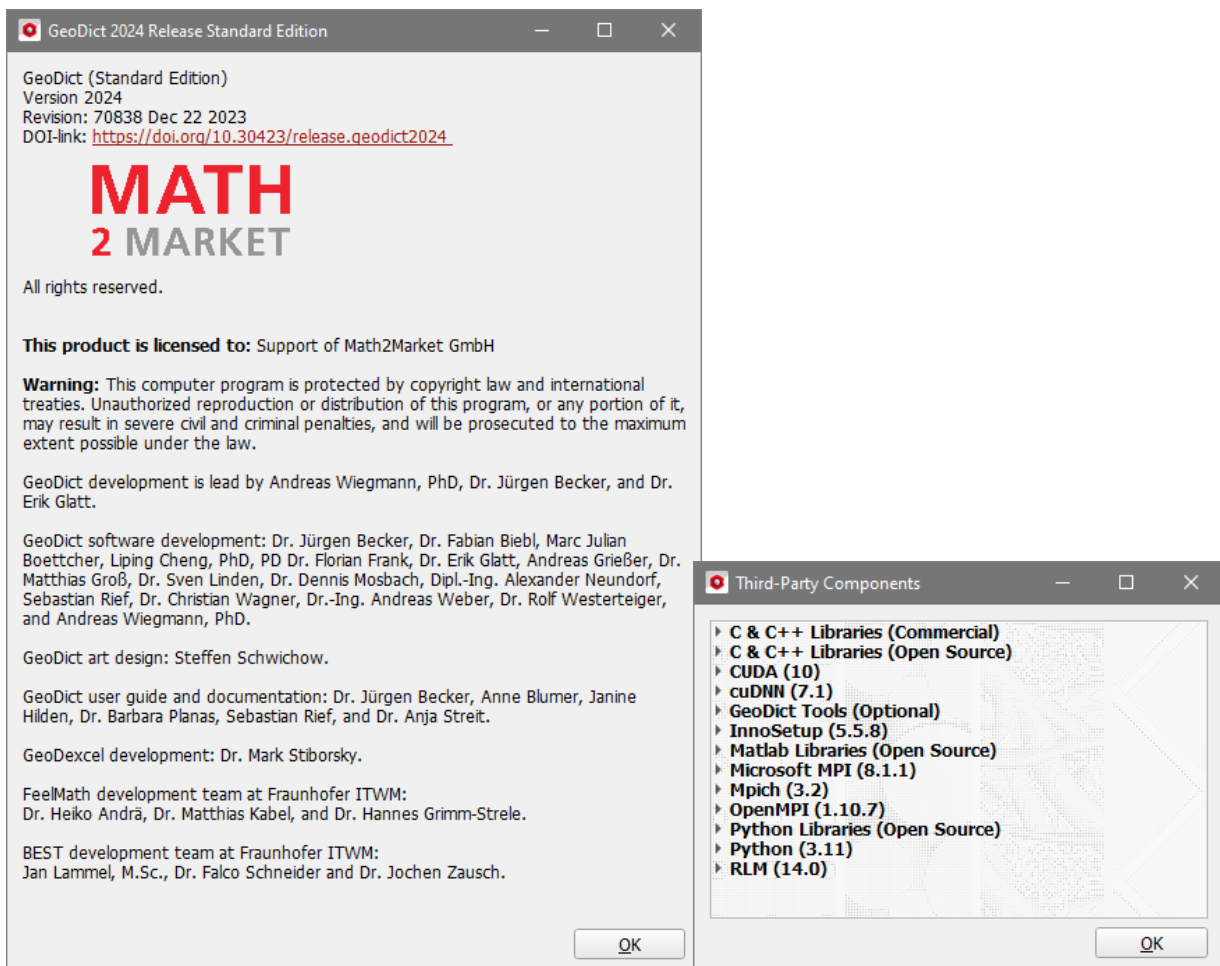 GeoDict 2024 Release Standard Edition
GeoDict (Standard Edition)
Version 2024
Revision: 70838 Dec 22 2023
DOI-link: https://doi.org/10.30423/release.geodict2024
MATH
2 MARKET
All rights reserved.
This product is licensed to: Support of Math2Market GmbH
Warning: This computer program is protected by copyright law and international
treaties. Unauthorized reproduction or distribution of this program, or any portion of it,
may result in severe civil and criminal penalties, and will be prosecuted to the maximum
extent possible under the law.
GeoDict development is lead by Andreas Wiegmann, PhD, Dr. Jürgen Becker, and Dr.
Erik Glatt.
GeoDict software development: Dr. Jürgen Becker, Dr. Fabian Biebl, Marc Julian
Boettcher, Liping Cheng, PhD, PD Dr. Florian Frank, Dr. Erik Glatt, Andreas Grießer, Dr.
Matthias Groß, Dr. Sven Linden, Dr. Dennis Mosbach, Dipl.-Ing. Alexander Neundorf,
Sebastian Rief, Dr. Christian Wagner, Dr.-Ing. Andreas Weber, Dr. Rolf Westerteiger,
and Andreas Wiegmann, PhD.
GeoDict art design: Steffen Schwichow.
GeoDict user guide and documentation: Dr. Jürgen Becker, Anne Blumer, Janine
Hilden, Dr. Barbara Planas, Sebastian Rief, and Dr. Anja Streit.
GeoDexcel development: Dr. Mark Stiborsky.
FeelMath development team at Fraunhofer ITWM:
Dr. Heiko Andrä, Dr. Matthias Kabel, and Dr. Hannes Grimm-Strele.
BEST development team at Fraunhofer ITWM:
Jan Lammel, M.Sc., Dr. Falco Schneider and Dr. Jochen Zausch.
OK
Third-Party Components
C & C++ Libraries (Commercial)
C & C++ Libraries (Open Source)
CUDA (10)
cuDNN (7.1)
GeoDict Tools (Optional)
InnoSetup (5.5.8)
Matlab Libraries (Open Source)
Microsoft MPI (8.1.1)
Mpich (3.2)
OpenMPI (1.10.7)
Python Libraries (Open Source)
Python (3.11)
RLM (14.0)
OK